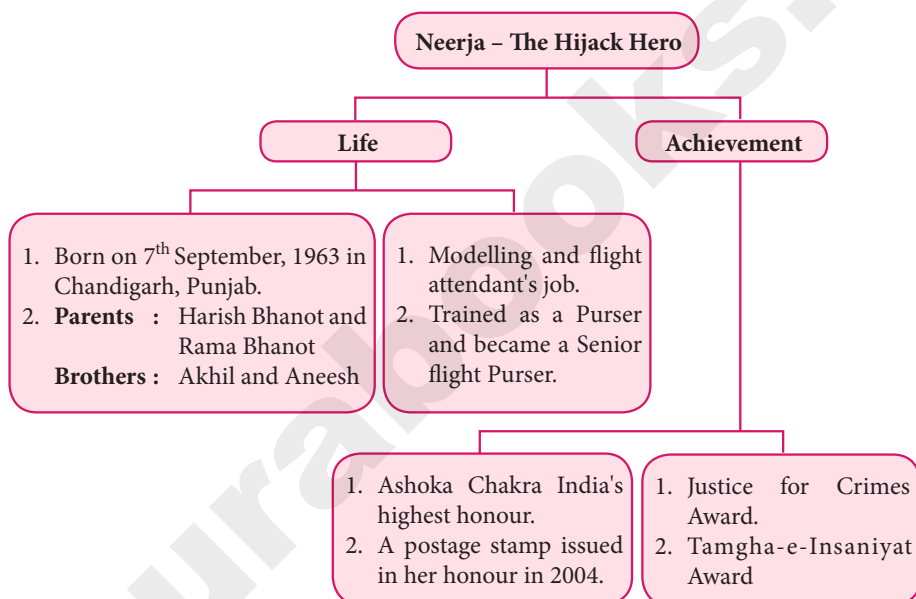 Neerja – The Hijack Hero
Life
Achievement
1. Born on 7th September, 1963 in
Chandigarh, Punjab.
2. Parents : Harish Bhanot and
Rama Bhanot
Brothers : Akhil and Aneesh
1. Modelling and flight
attendant's job.
2. Trained as a Purser
and became a Senior
flight Purser.
1. Ashoka Chakra India's
highest honour.
2. A postage stamp issued
in her honour in 2004.
1. Justice for Crimes
Award.
2. Tamgha-e-Insaniyat
Award